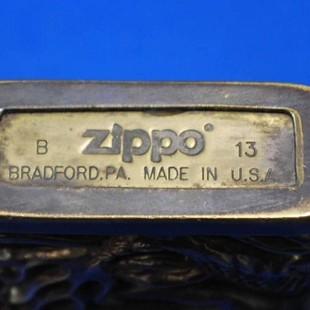 B zippo® 13
BRADFORD,PA. MADE IN U.S.A